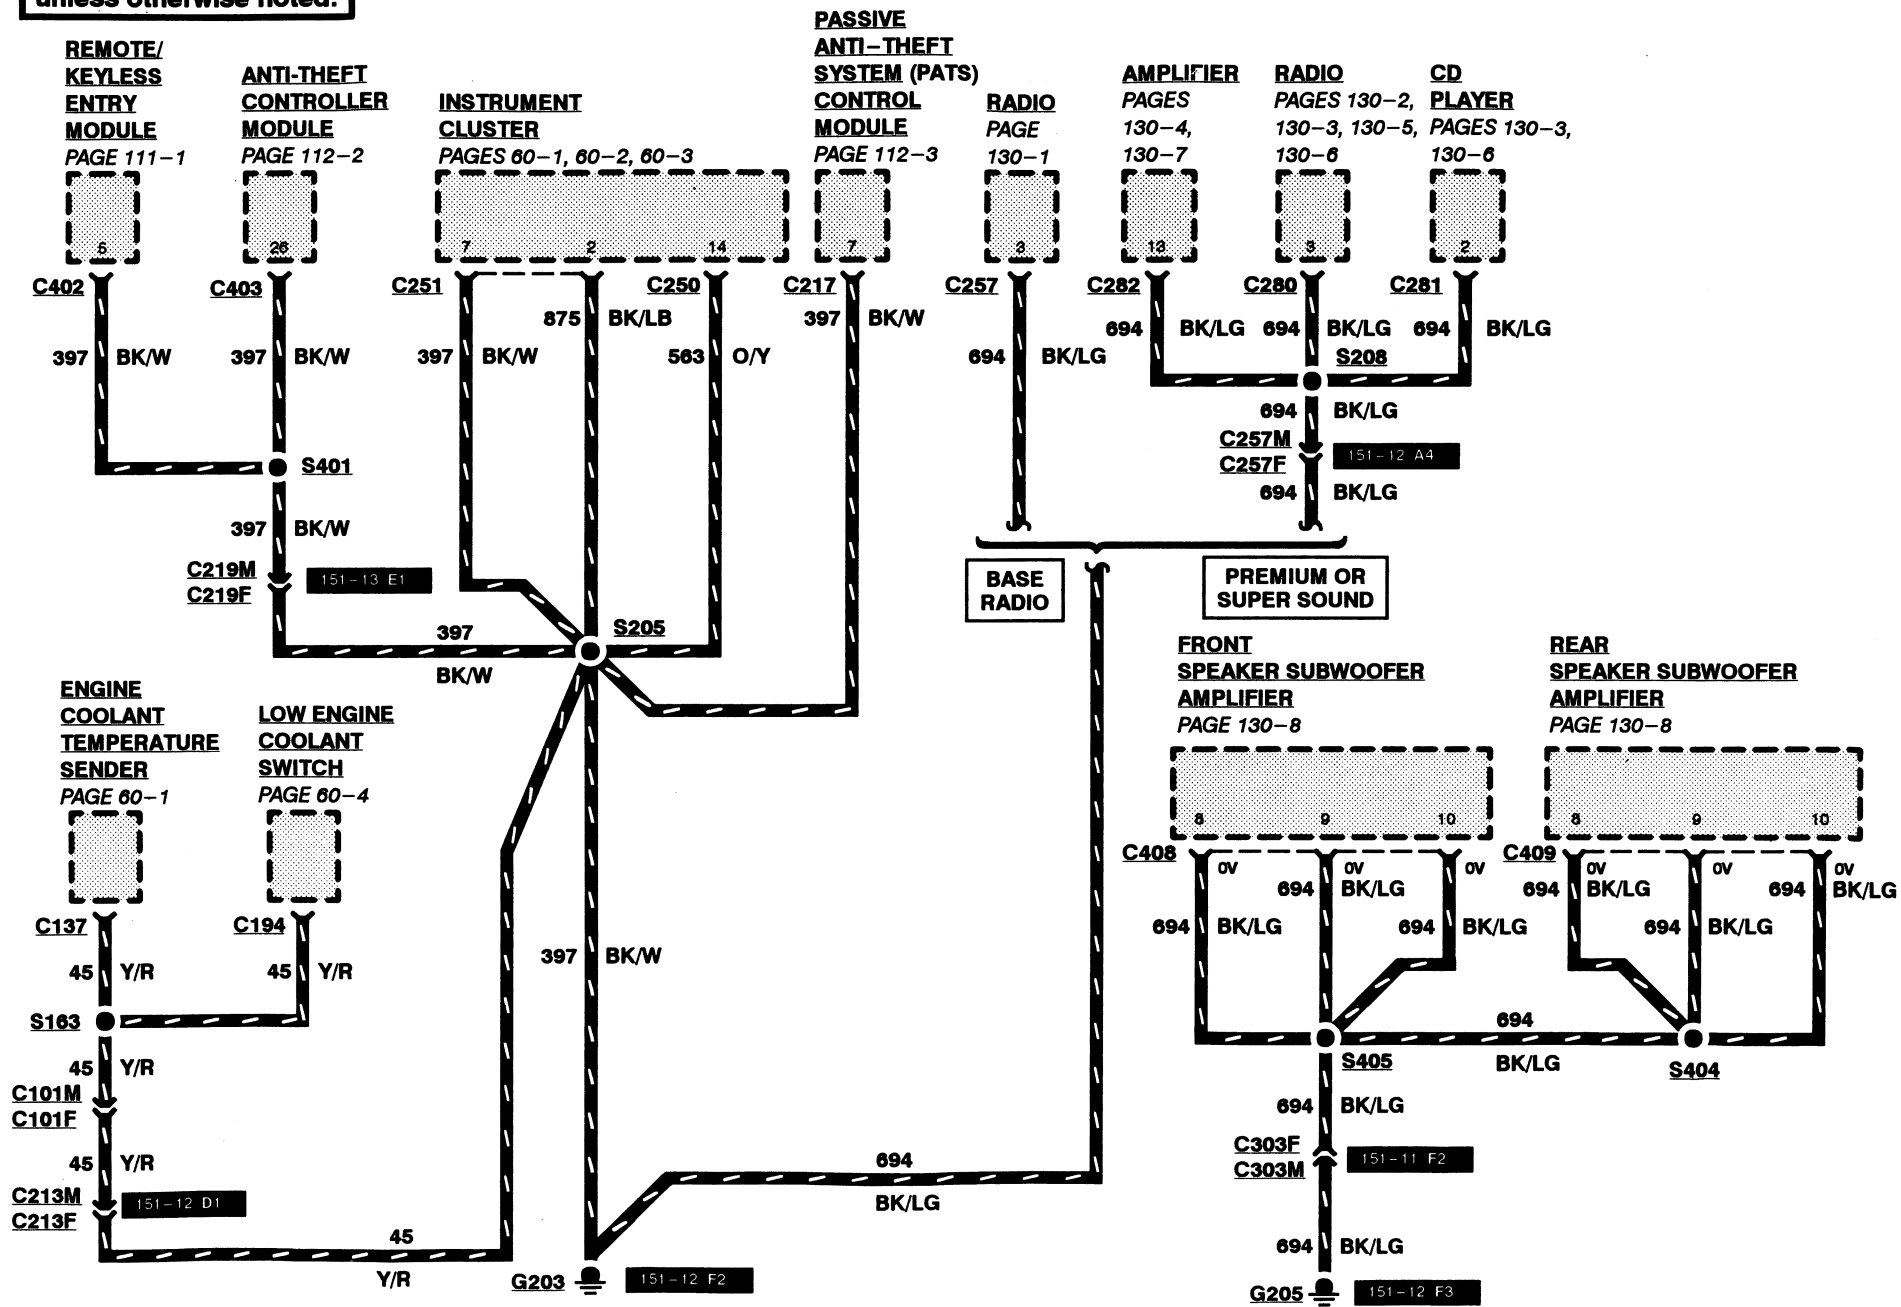 unless otherwise noted.
REMOTE/
KEYLESS
ENTRY
MODULE
PAGE 111-1
ANTI-THEFT
CONTROLLER
MODULE
PAGE 112-2
INSTRUMENT
CLUSTER
PAGES 60-1, 60-2, 60-3
PASSIVE
ANTI-THEFT
SYSTEM (PATS)
CONTROL
MODULE
PAGE 112-3
RADIO
PAGE
130-1
AMPLIFIER
PAGES
130-4,
130-7
RADIO
PAGES 130-2,
130-3, 130-5,
130-6
CD
PLAYER
PAGES 130-3,
130-6
5
26
7
2
14
7
3
13
3
2
C402
C403
C251
C250
C217
C257
C282
C280
C281
875 BK/LB
397 BK/W
694 BK/LG
694 BK/LG
694 BK/LG
397 BK/W
397 BK/W
397 BK/W
563 O/Y
694 BK/LG
S208
694 BK/LG
C257M
C257F
151-12 A4
694 BK/LG
S401
397 BK/W
C219M
C219F
151-13 E1
397
BK/W
S205
BASE
RADIO
PREMIUM OR
SUPER SOUND
ENGINE
COOLANT
TEMPERATURE
SENDER
PAGE 60-1
LOW ENGINE
COOLANT
SWITCH
PAGE 60-4
FRONT
SPEAKER SUBWOOFER
AMPLIFIER
PAGE 130-8
REAR
SPEAKER SUBWOOFER
AMPLIFIER
PAGE 130-8
8
9
10
8
9
10
C408
0V
0V
0V
C409
0V
0V
0V
694 BK/LG
694 BK/LG
694 BK/LG
694 BK/LG
694 BK/LG
694 BK/LG
C137
C194
45 Y/R
45 Y/R
397 BK/W
S163
45 Y/R
C101M
C101F
45 Y/R
C213M
C213F
151-12 D1
45
Y/R
694
BK/LG
G203
151-12 F2
694
BK/LG
S405
S404
694 BK/LG
C303F
C303M
151-11 F2
694 BK/LG
G205
151-12 F3